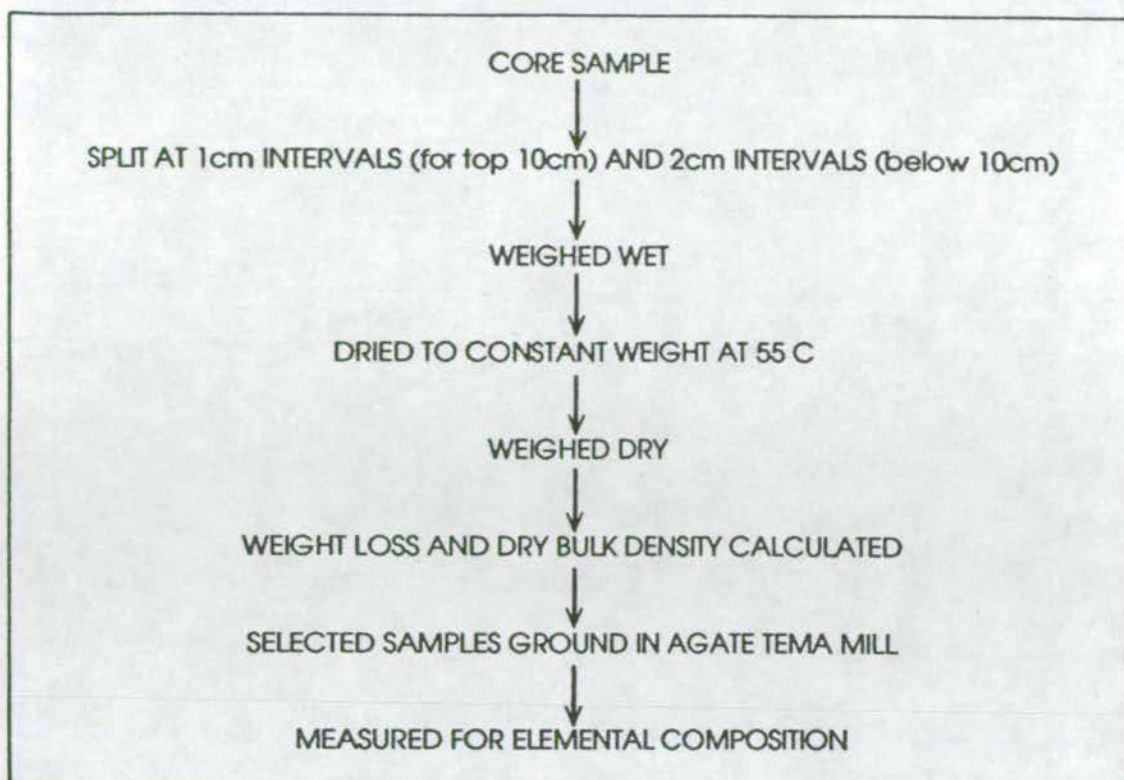 CORE SAMPLE
SPLIT AT 1cm INTERVALS (for top 10cm) AND 2cm INTERVALS (below 10cm)
WEIGHED WET
DRIED TO CONSTANT WEIGHT AT 55 C
WEIGHED DRY
WEIGHT LOSS AND DRY BULK DENSITY CALCULATED
SELECTED SAMPLES GROUND IN AGATE TEMA MILL
MEASURED FOR ELEMENTAL COMPOSITION